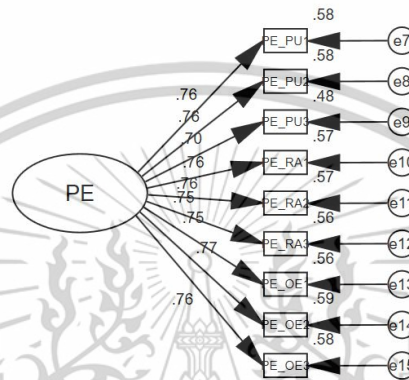 .58
PE_PU1
e7
.58
.76
PE_PU2
e8
.48
.76
PE_PU3
e9
.70
.57
PE_RA1
e10
.76
.57
.76
PE_RA2
e11
.75
.56
.75
PE_RA3
e12
.56
PE
.77
PE_OE1
e13
.59
.76
PE_OE2
e14
.58
PE_OE3
e15